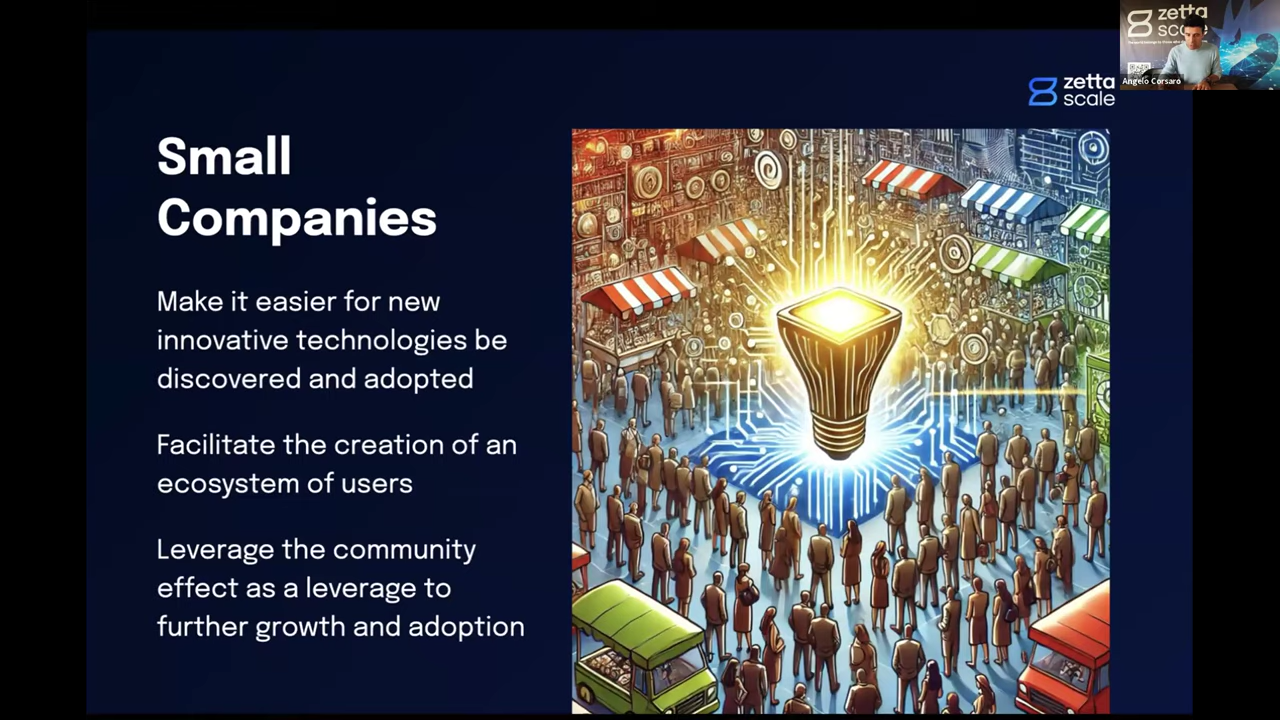 zetta
scale
Angelo Corsaro
zetta
scale
Small
Companies
Make it easier for new
innovative technologies be
discovered and adopted
Facilitate the creation of an
ecosystem of users
Leverage the community
effect as a leverage to
further growth and adoption